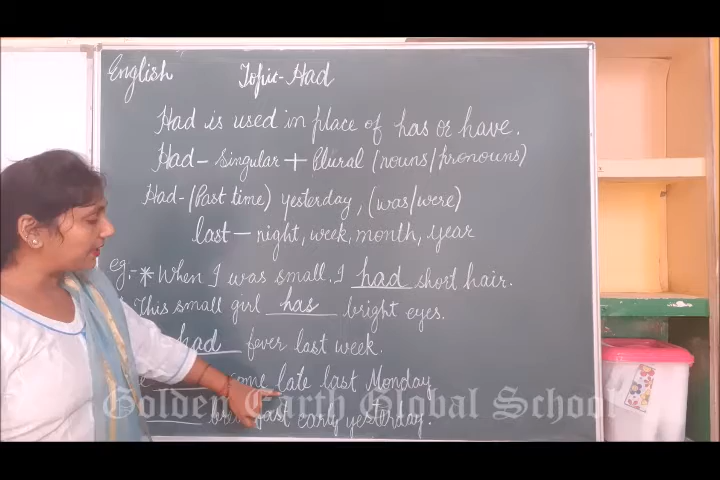 English Topic- Had
Had is used in place of has or have.
Had- Singular + Plural (nouns/pronouns)
Had-(Past time) yesterday, (was/were)
last - night, week, month, year
eg:- * When I was small. I had short hair.
This small girl has bright eyes.
had fever last week.
come late last Monday
early yesterday.
Golden Earth Global School